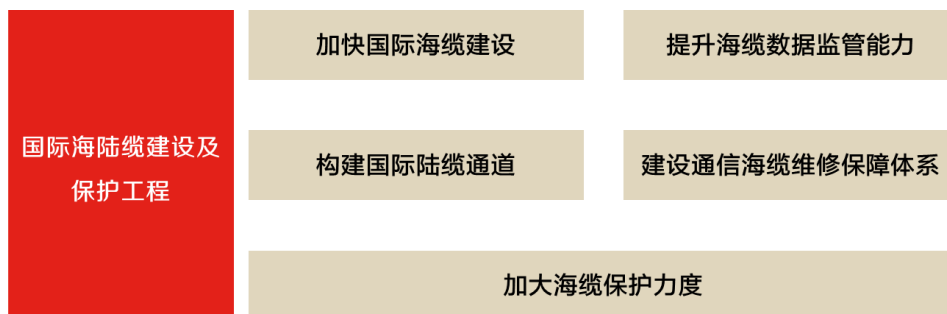 国际海陆缆建设及
保护工程
加快国际海缆建设
提升海缆数据监管能力
构建国际陆缆通道
建设通信海缆维修保障体系
加大海缆保护力度